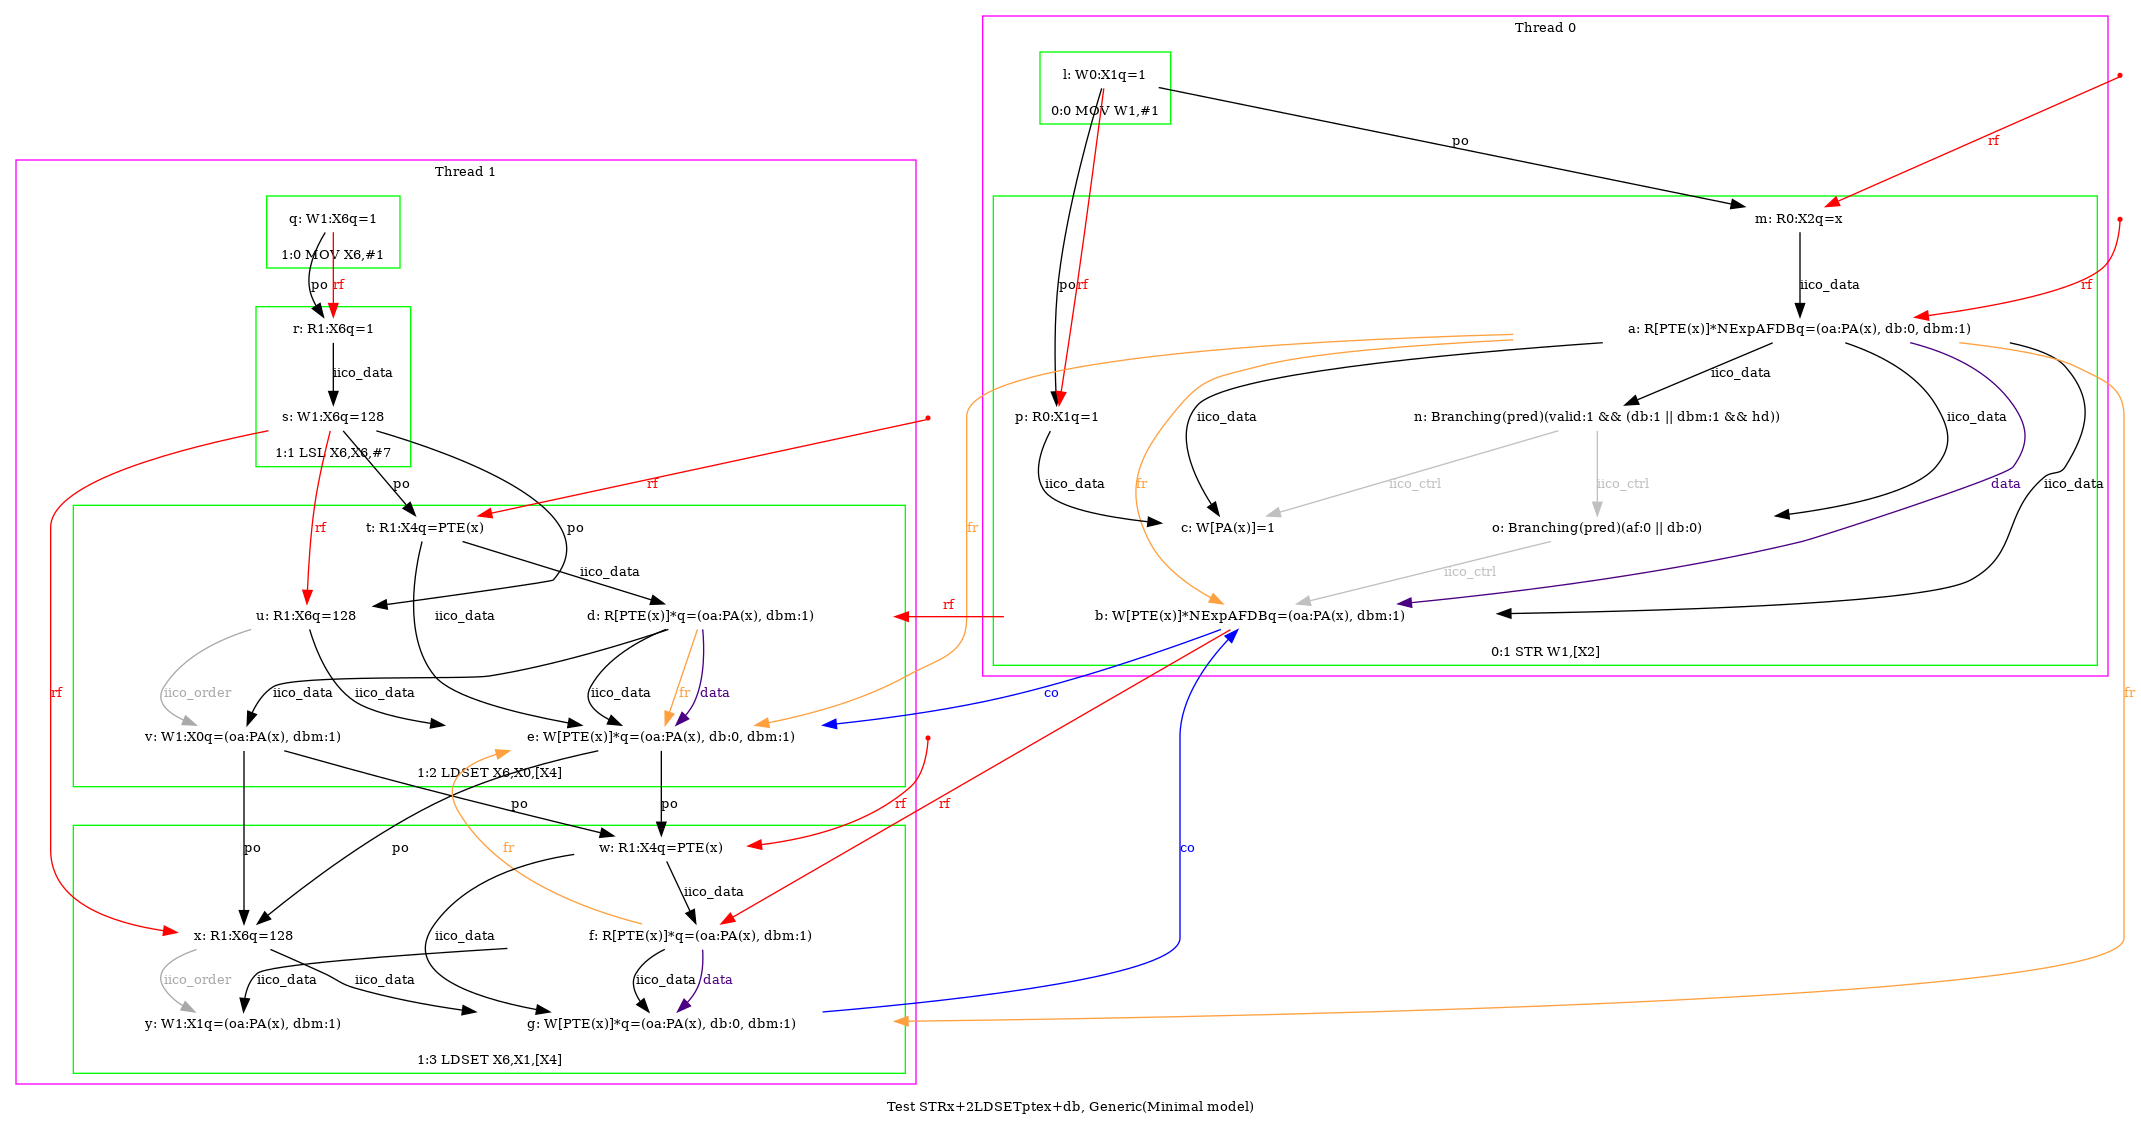 Thread 0
l: W0:X1q=1
0:0 MOV W1,#1
po
rf
Thread 1
q: W1:X6q=1
m: R0:X2q=x
1:0 MOV X6,#1
po
rf
po
rf
iico_data
rf
r: R1:X6q=1
a: R[PTE(x)]*NExpAFDBq=(oa:PA(x), db:0, dbm:1)
iico_data
iico_data
s: W1:X6q=128
p: R0:X1q=1
iico_data
n: Branching(pred)(valid:1 && (db:1 || dbm:1 && hd))
iico_data
1:1 LSL X6,X6,#7
po
rf
iico_data
fr
iico_ctrl
iico_ctrl
data
iico_data
rf
po
t: R1:X4q=PTE(x)
fr
c: W[PA(x)]=1
o: Branching(pred)(af:0 || db:0)
iico_data
iico_ctrl
rf
u: R1:X6q=128
iico_data
d: R[PTE(x)]*q=(oa:PA(x), dbm:1)
b: W[PTE(x)]*NExpAFDBq=(oa:PA(x), dbm:1)
0:1 STR W1,[X2]
rf
iico_order
iico_data
iico_data
iico_data
fr
data
co
fr
v: W1:X0q=(oa:PA(x), dbm:1)
e: W[PTE(x)]*q=(oa:PA(x), db:0, dbm:1)
1:2 LDSET X6,X0,[X4]
po
po
rf
rf
po
po
fr
w: R1:X4q=PTE(x)
co
iico_data
x: R1:X6q=128
iico_data
f: R[PTE(x)]*q=(oa:PA(x), dbm:1)
iico_order
iico_data
iico_data
iico_data
data
y: W1:X1q=(oa:PA(x), dbm:1)
g: W[PTE(x)]*q=(oa:PA(x), db:0, dbm:1)
1:3 LDSET X6,X1,[X4]
Test STRx+2LDSETptex+db, Generic(Minimal model)